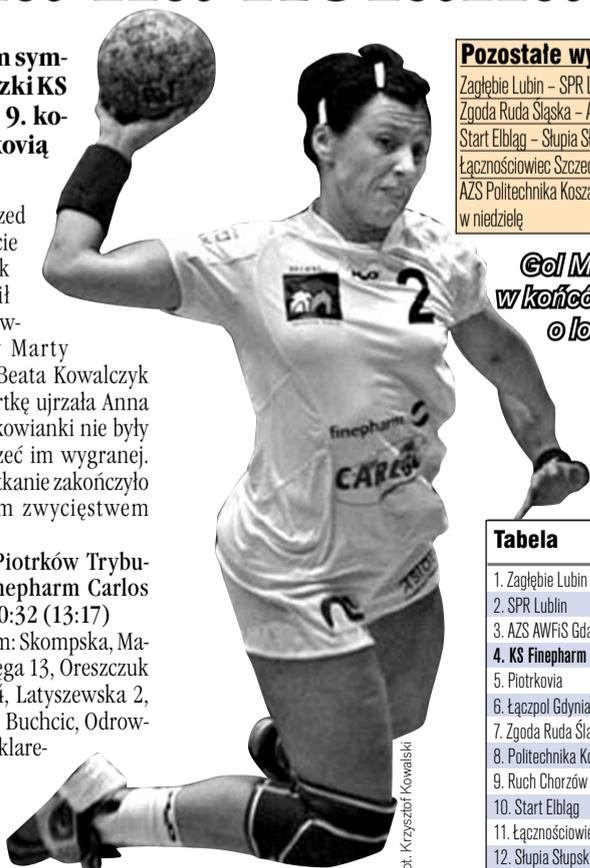 m sym-
zki KS
9. ko-
kovią
zed
cie
k
ił
w-
Marty
Beata Kowalczyk
rtkę ujrzała Anna
kowianki nie były
zeć im wygranej.
tkanie zakończyło
m zwycięstwem
Piotrków Trybu-
nepharm Carlos
0:32 (13:17)
m: Skompska, Ma-
ęga 13, Oreszczuk
4, Latyszewska 2,
Buchcic, Odrow-
klare-
2
finepharm
CARLOS
fot. Krzysztof Kowalski
Pozostałe wy
Zagłębie Lubin – SPR L
Zgoda Ruda Śląska – A
Start Elbląg – Słupia Sł
Łącznościowiec Szczec
AZS Politechnika Kosza
w niedzielę
Gol M
w końcó
o lo
Tabela
1. Zagłębie Lubin
2. SPR Lublin
3. AZS AWFiS Gda
4. KS Finepharm
5. Piotrkovia
6. Łączpol Gdynia
7. Zgoda Ruda Ślą
8. Politechnika Ko
9. Ruch Chorzów
10. Start Elbląg
11. Łącznościowie
12. Słupia Słupsk